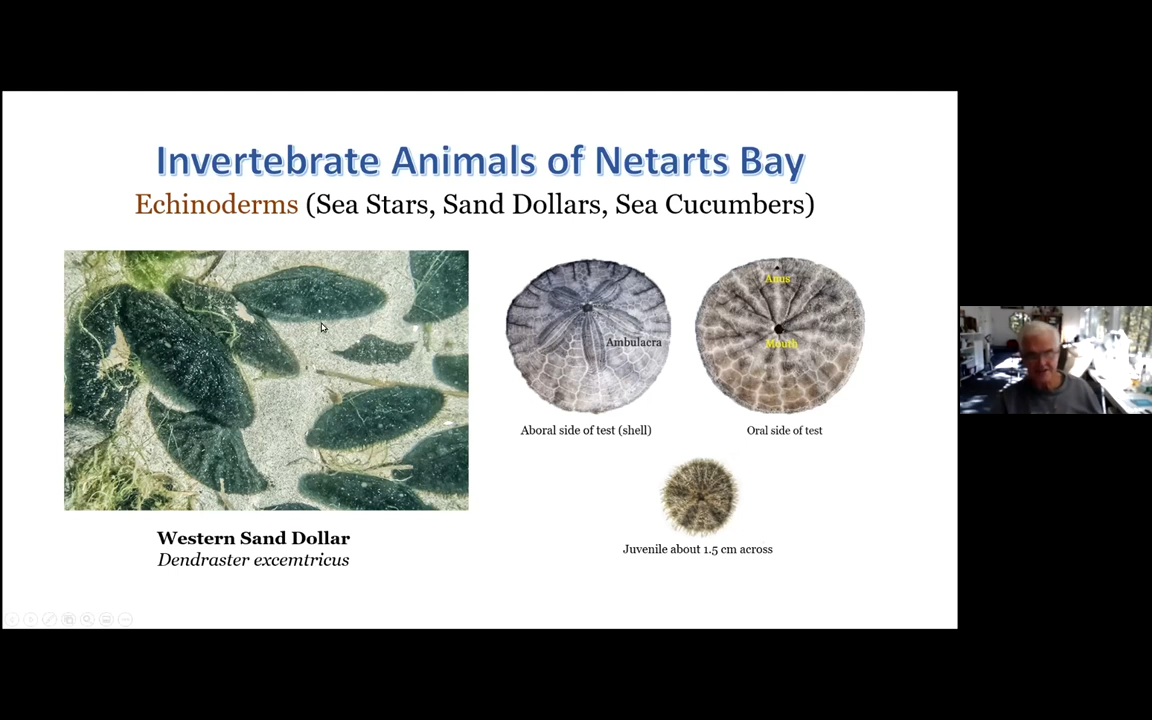 Invertebrate Animals of Netarts Bay
Echinoderms (Sea Stars, Sand Dollars, Sea Cucumbers)
Ambulacra
Anus
Mouth
Aboral side of test (shell)
Oral side of test
Western Sand Dollar
Dendraster excemtricus
Juvenile about 1.5 cm across